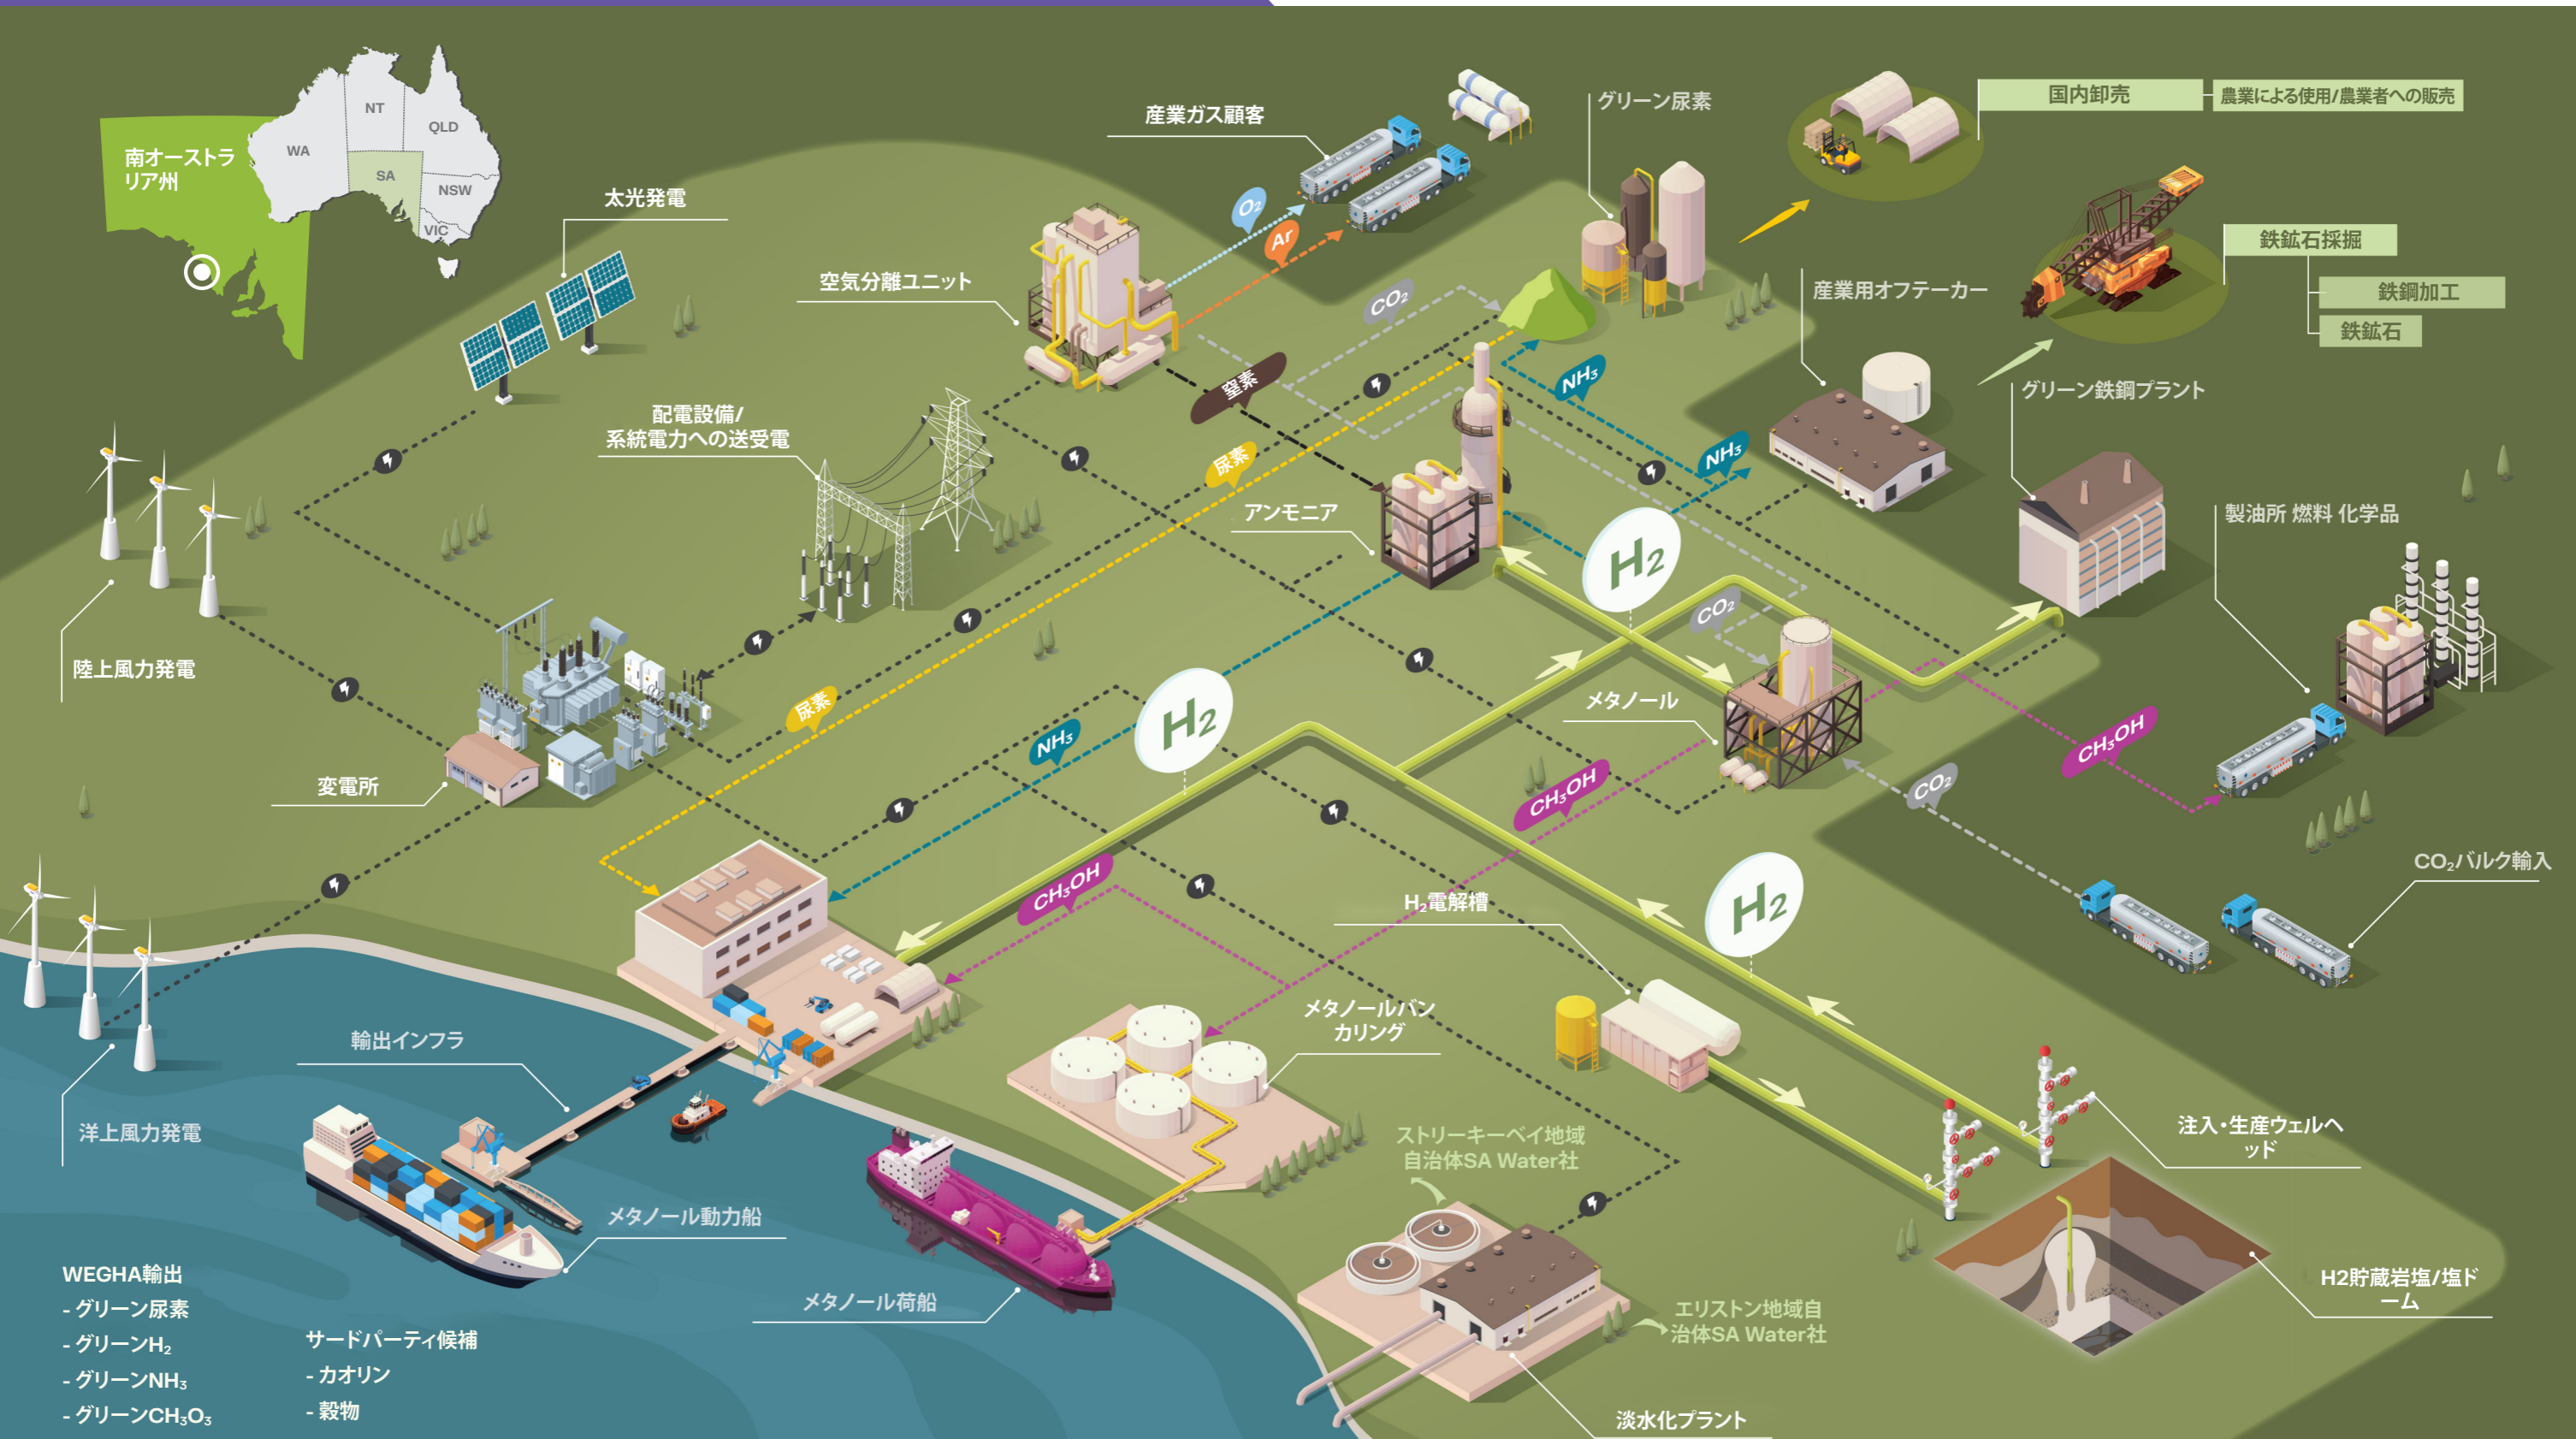 南オーストラ
リア州
WA
NT
QLD
SA
NSW
VIC
太光発電
産業ガス顧客
グリーン尿素
国内卸売
農業による使用/農業者への販売
O₂
Ar
空気分離ユニット
CO₂
産業用オフテーカー
鉄鉱石採掘
鉄鋼加工
鉄鉱石
グリーン鉄鋼プラント
窒素
NH₃
配電設備/
系統電力への送受電
尿素
NH₃
アンモニア
H₂
製油所 燃料 化学品
CO₂
陸上風力発電
メタノール
尿素
NH₃
H₂
CH₃OH
CH₃OH
CO₂
変電所
CO₂バルク輸入
CH₃OH
H₂電解槽
H₂
メタノールバン
カリング
輸出インフラ
洋上風力発電
ストリーキーベイ地域
自治体SA Water社
注入・生産ウェルヘ
ッド
メタノール動力船
メタノール荷船
H2貯蔵岩塩/塩ド
ーム
エリストン地域自
治体SA Water社
淡水化プラント
WEGHA輸出
- グリーン尿素
- グリーンH₂
- グリーンNH₃
- グリーンCH₃O₃
サードパーティ候補
- カオリン
- 穀物